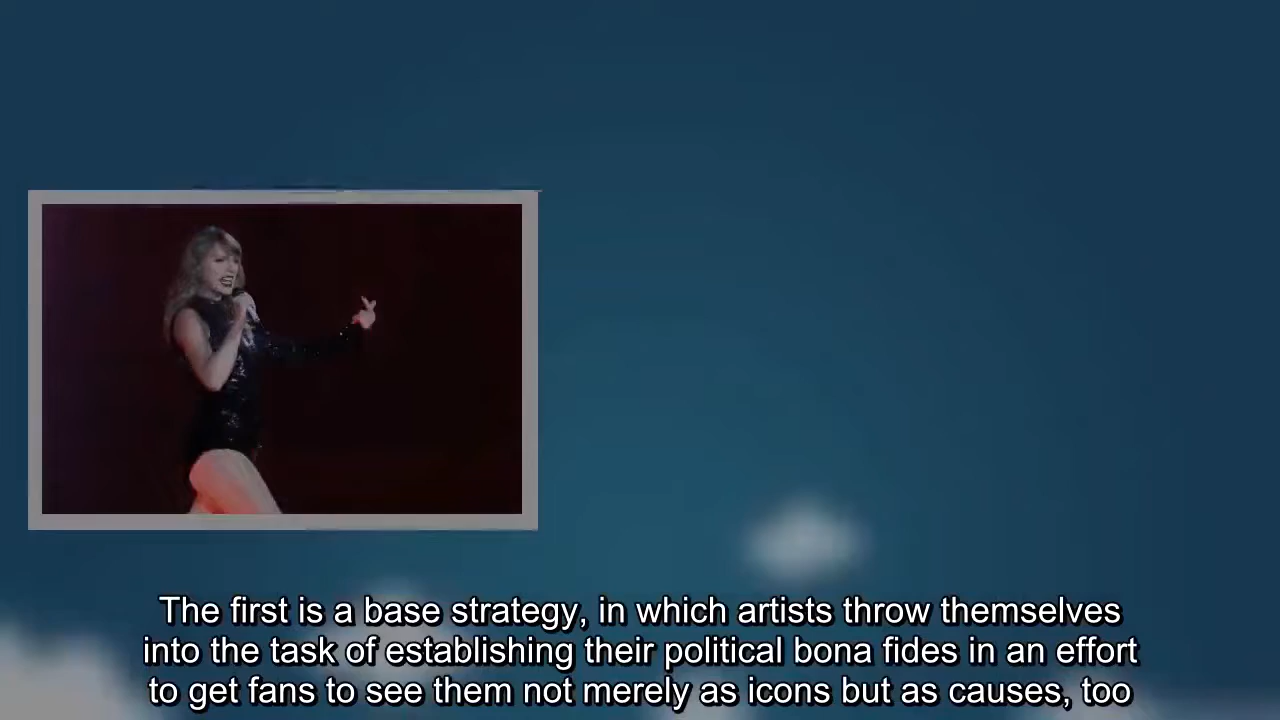 The first is a base strategy, in which artists throw themselves
into the task of establishing their political bona fides in an effort
to get fans to see them not merely as icons but as causes, too